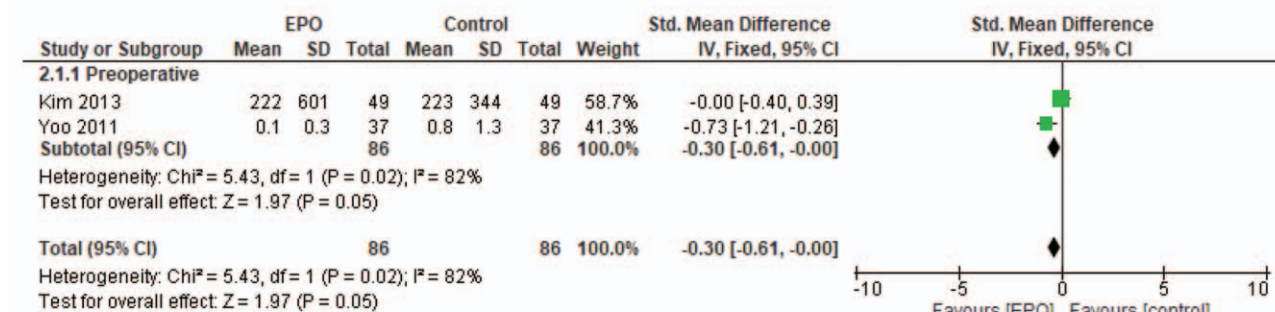 EPO Control Std. Mean Difference Std. Mean Difference
Study or Subgroup Mean SD Total Mean SD Total Weight IV, Fixed, 95% CI IV, Fixed, 95% CI
2.1.1 Preoperative
Kim 2013 222 601 49 223 344 49 58.7% -0.00 [-0.40, 0.39]
Yoo 2011 0.1 0.3 37 0.8 1.3 37 41.3% -0.73 [-1.21, -0.26]
Subtotal (95% CI) 86 86 100.0% -0.30 [-0.61, -0.00]
Heterogeneity: Chi² = 5.43, df = 1 (P = 0.02); I² = 82%
Test for overall effect: Z = 1.97 (P = 0.05)
Total (95% CI) 86 86 100.0% -0.30 [-0.61, -0.00]
Heterogeneity: Chi² = 5.43, df = 1 (P = 0.02); I² = 82%
Test for overall effect: Z = 1.97 (P = 0.05)
-10 -5 0 5 10
Favours [EPO] Favours [control]